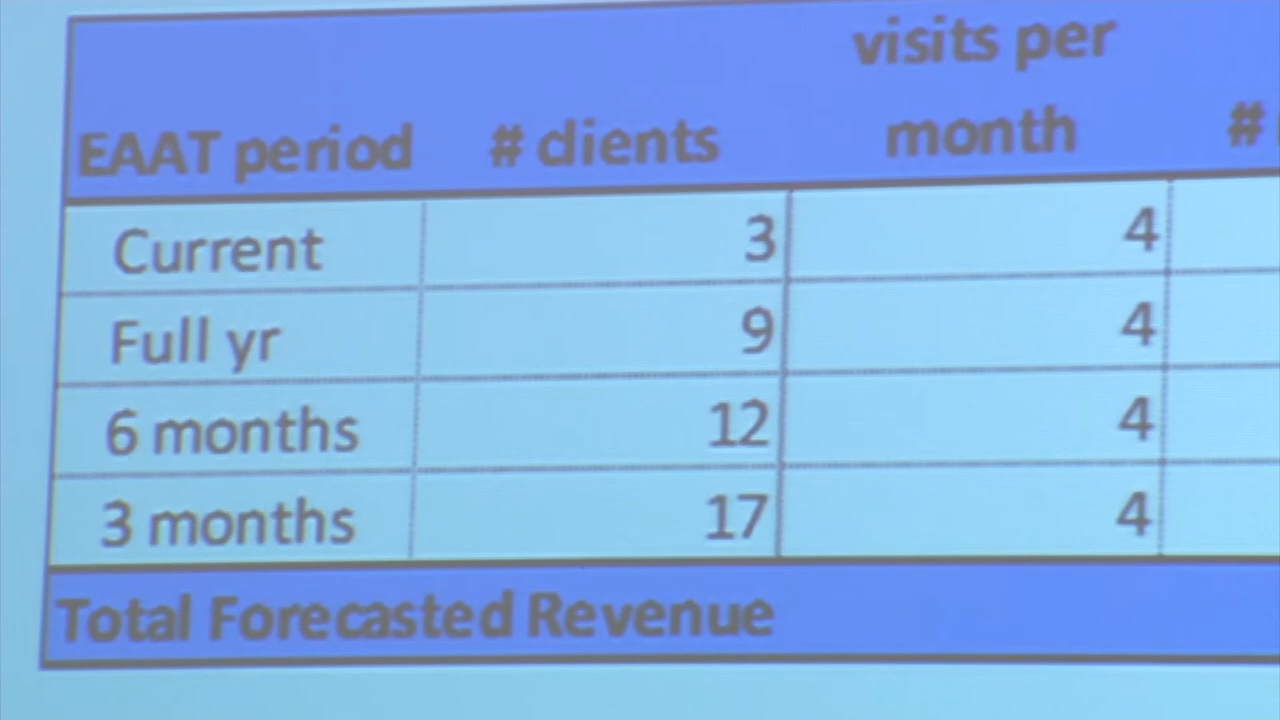 visits per
EAAT period # clients month #
Current 3 4
Full yr 9 4
6 months 12 4
3 months 17 4
Total Forecasted Revenue